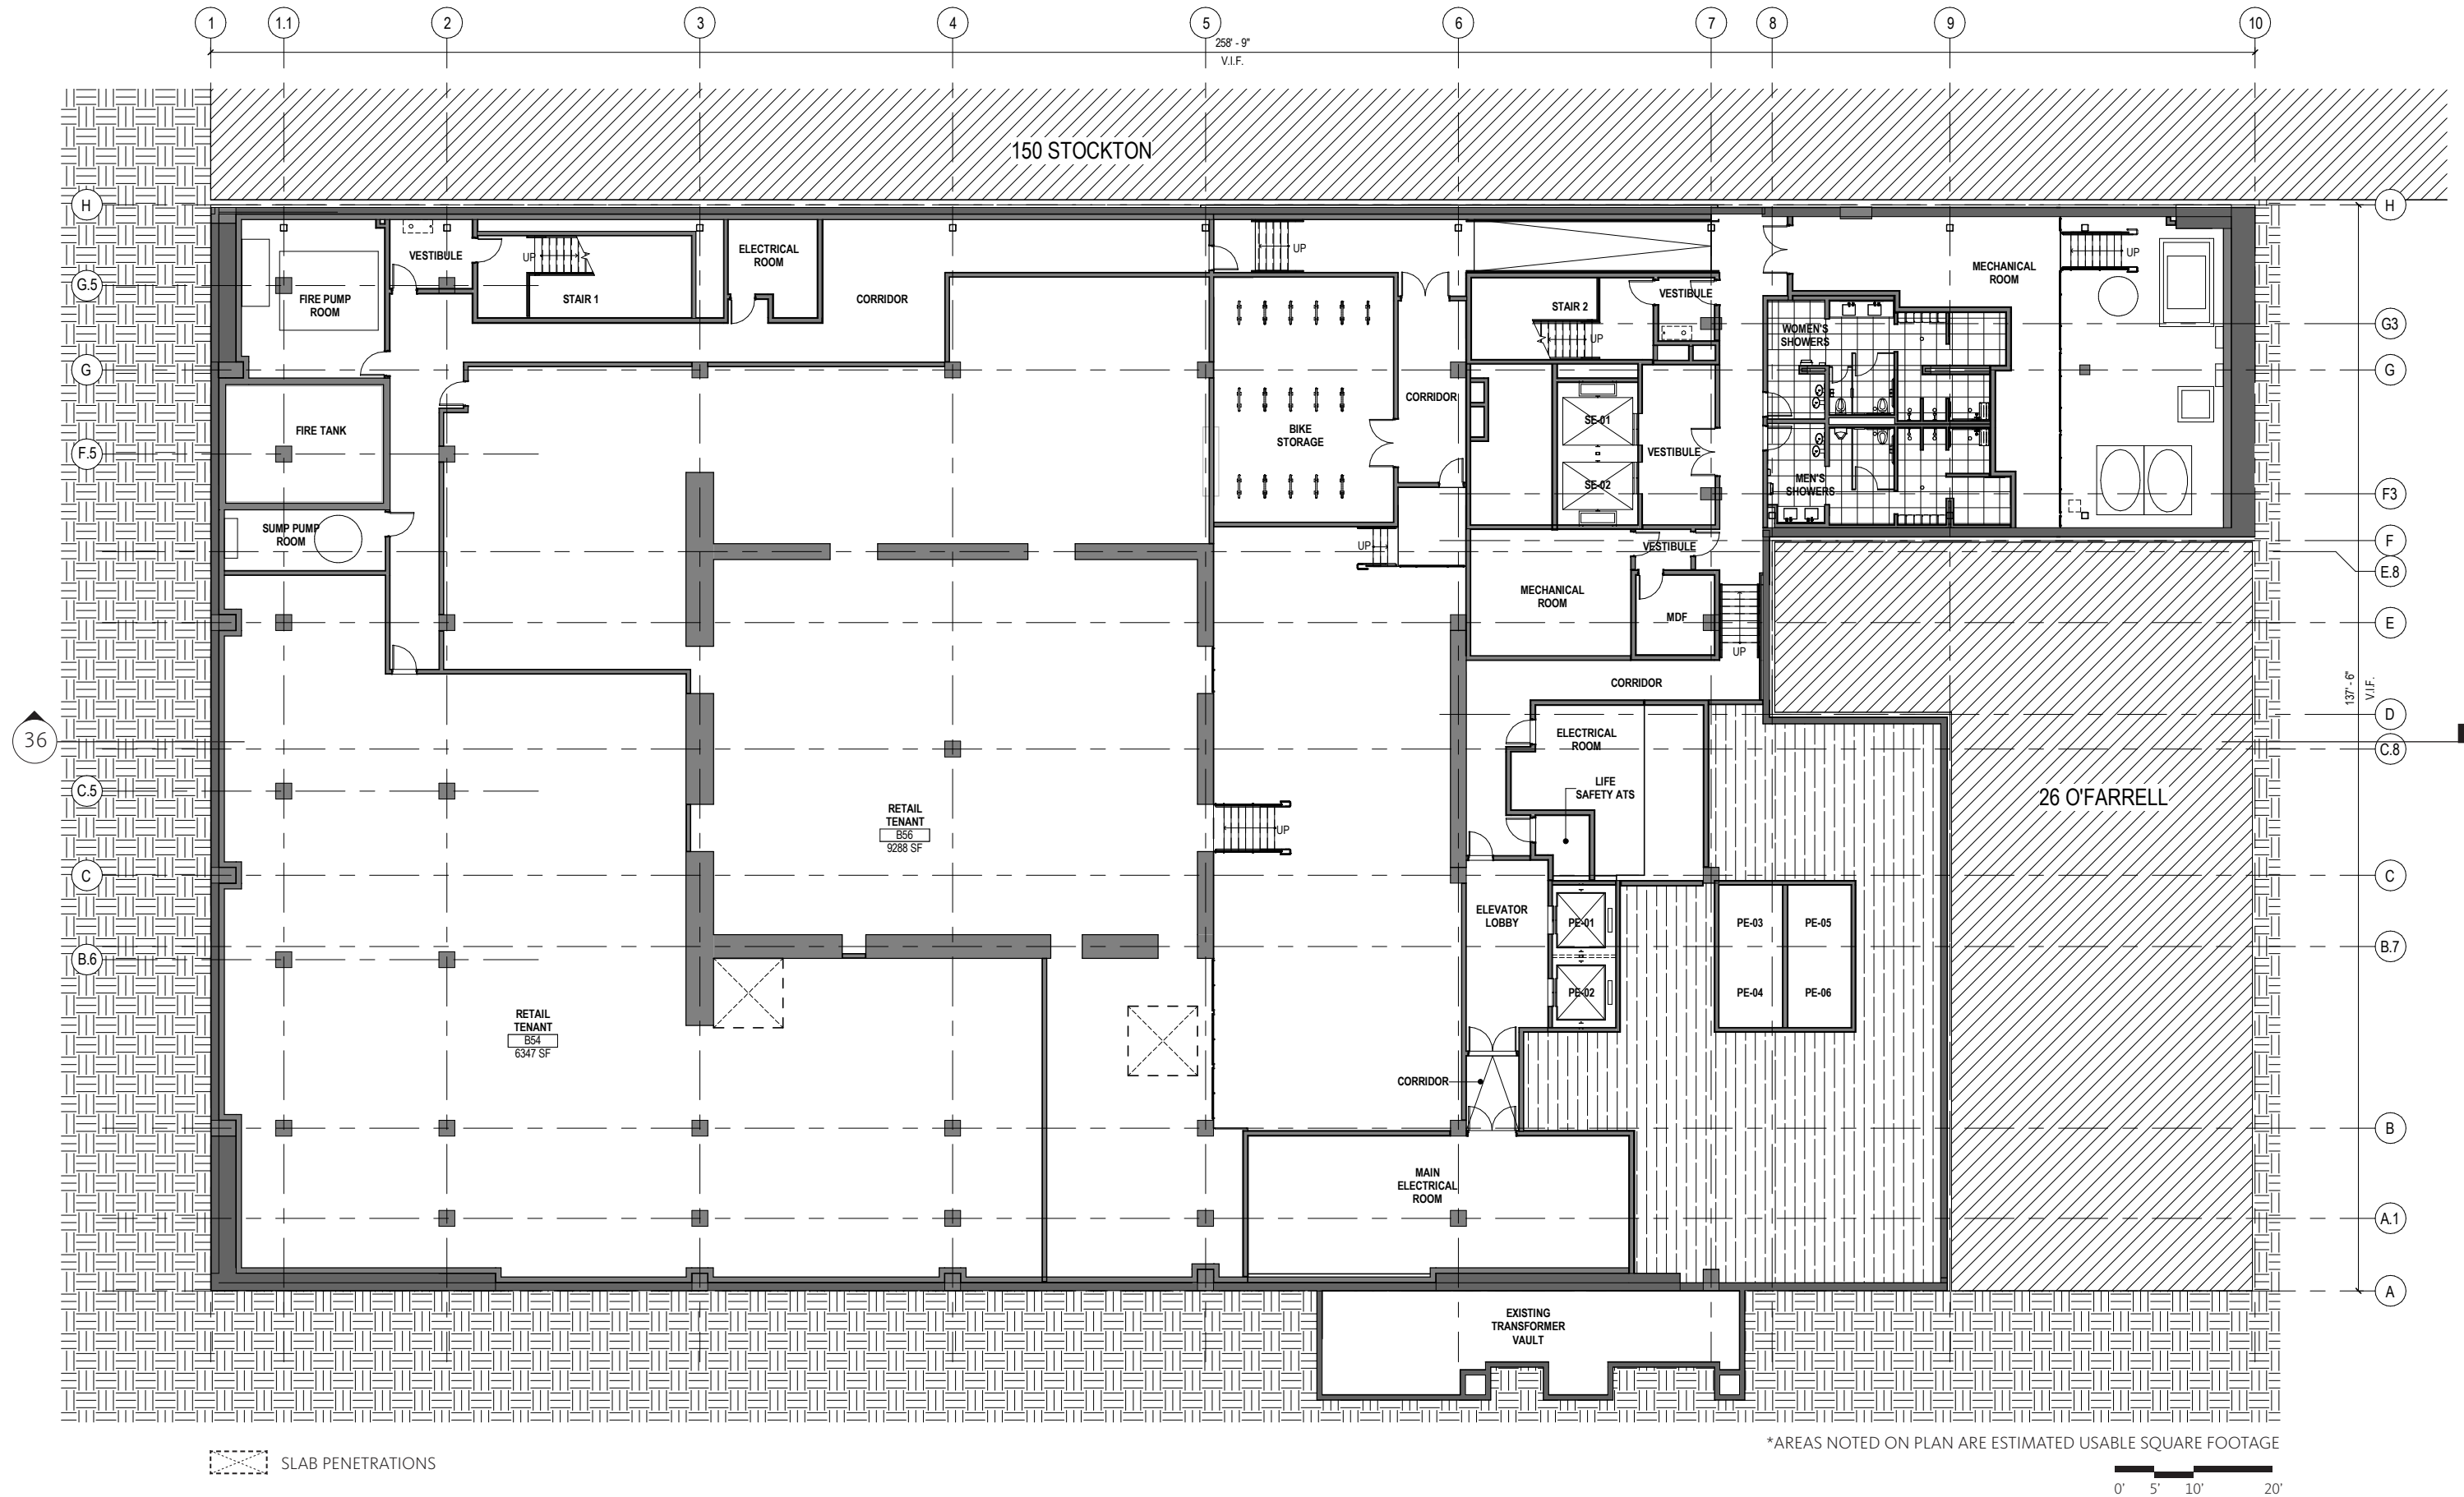 1
1.1
2
3
4
5
6
7
8
9
10
258' - 9"
V.I.F.
150 STOCKTON
H
H
VESTIBULE
UP
STAIR 1
ELECTRICAL
ROOM
UP
UP
MECHANICAL
ROOM
G.5
FIRE PUMP
ROOM
CORRIDOR
STAIR 2
UP
VESTIBULE
WOMEN'S
SHOWERS
G3
G
G
FIRE TANK
CORRIDOR
SE-01
BIKE
STORAGE
F.5
VESTIBULE
SE-02
MEN'S
SHOWERS
F3
SUMP PUMP
ROOM
UP
VESTIBULE
F
E.8
MECHANICAL
ROOM
MDF
E
UP
CORRIDOR
137' - 6"
V.I.F.
D
36
ELECTRICAL
ROOM
C.8
LIFE
SAFETY ATS
C.5
26 O'FARRELL
RETAIL
TENANT
B56
9288 SF
UP
C
C
ELEVATOR
LOBBY
PE-01
PE-03
PE-05
B.6
B.7
PE-02
PE-04
PE-06
RETAIL
TENANT
B54
6347 SF
CORRIDOR
B
MAIN
ELECTRICAL
ROOM
A.1
A
EXISTING
TRANSFORMER
VAULT
*AREAS NOTED ON PLAN ARE ESTIMATED USABLE SQUARE FOOTAGE
SLAB PENETRATIONS
0' 5' 10' 20'